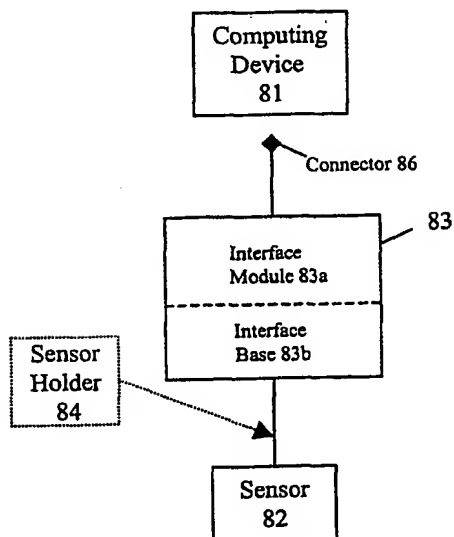 Computing
Device
81
Connector 86
83
Interface
Module 83a
Interface
Base 83b
Sensor
Holder
84
Sensor
82